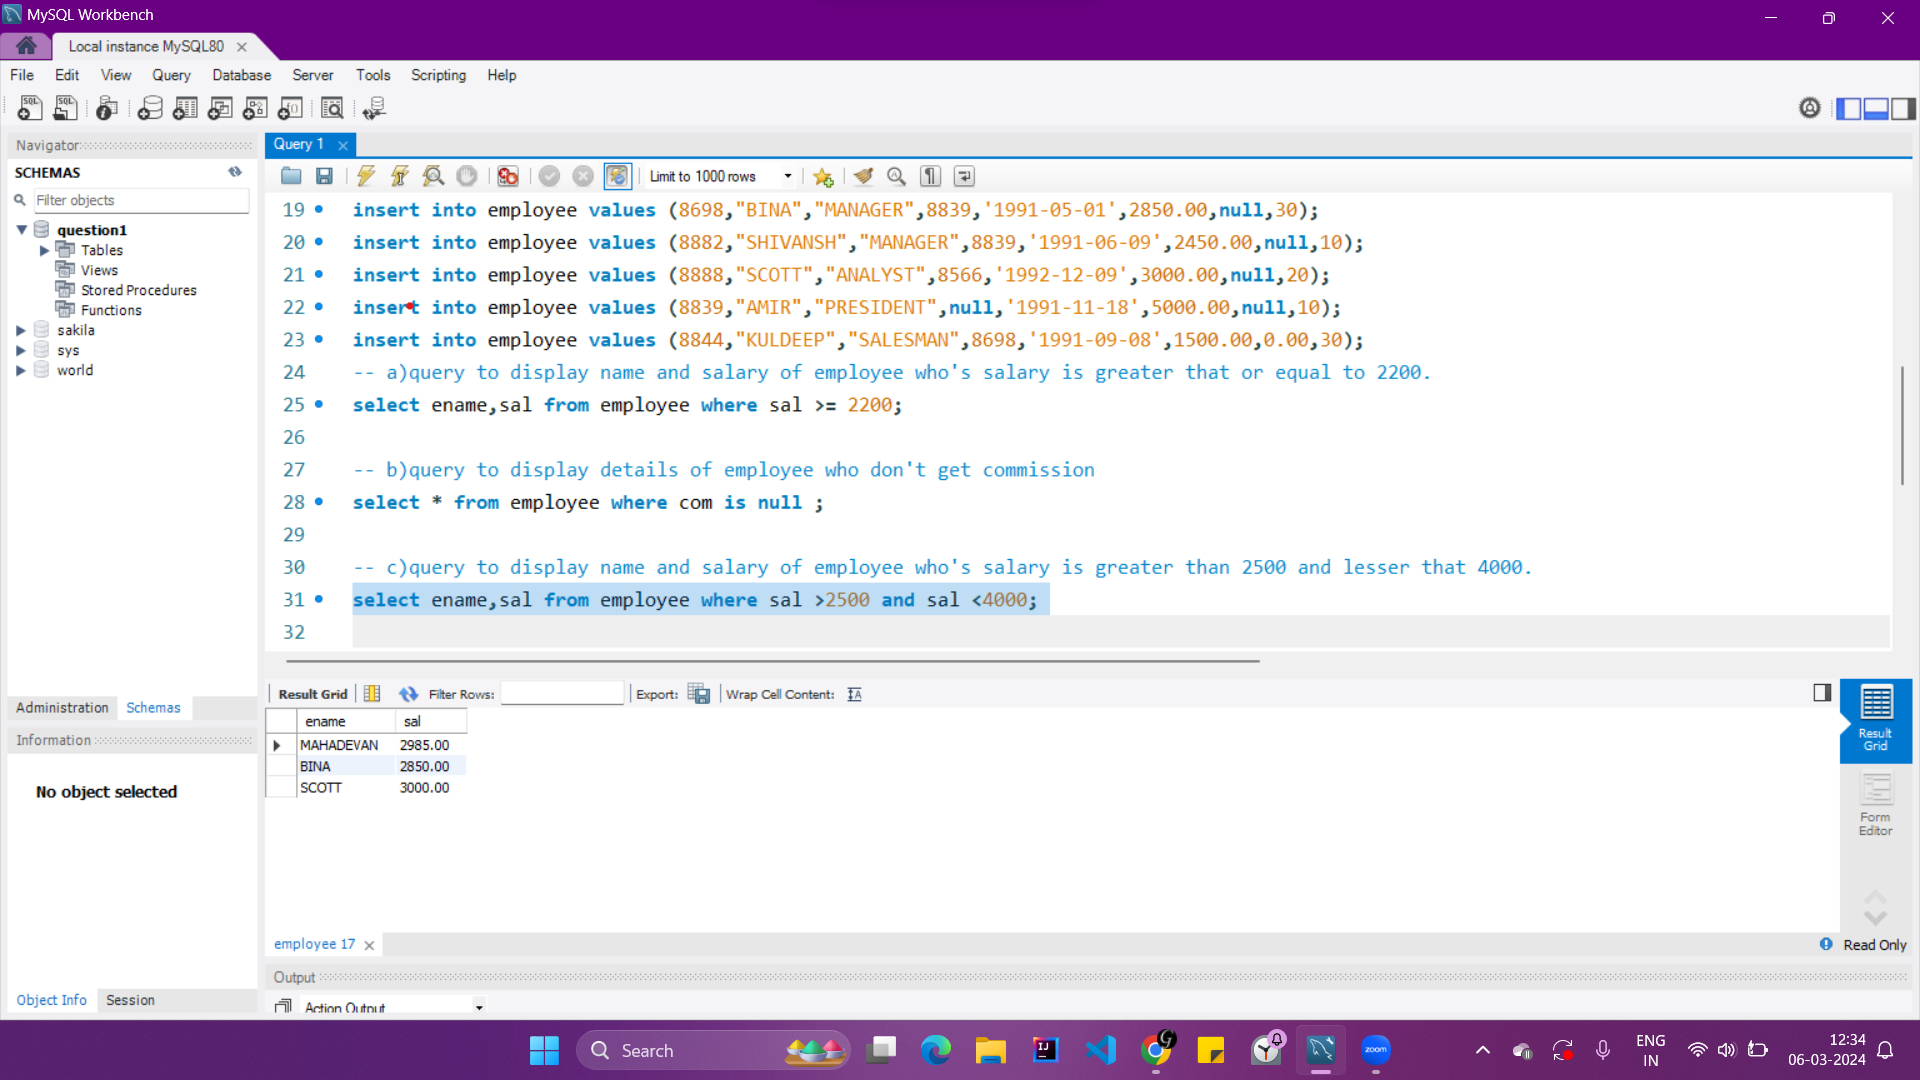 MySQL Workbench
Local instance MySQL80
File Edit View Query Database Server Tools Scripting Help
Navigator
SCHEMAS
Filter objects
question1
Tables
Views
Stored Procedures
Functions
sakila
sys
world
Administration Schemas
Information
No object selected
Object Info Session
Query 1
Limit to 1000 rows
19 insert into employee values (8698,"BINA","MANAGER",8839,'1991-05-01',2850.00,null,30);
20 insert into employee values (8882,"SHIVANSH","MANAGER",8839,'1991-06-09',2450.00,null,10);
21 insert into employee values (8888,"SCOTT","ANALYST",8566,'1992-12-09',3000.00,null,20);
22 insert into employee values (8839,"AMIR","PRESIDENT",null,'1991-11-18',5000.00,null,10);
23 insert into employee values (8844,"KULDEEP","SALESMAN",8698,'1991-09-08',1500.00,0.00,30);
24 -- a)query to display name and salary of employee who's salary is greater that or equal to 2200.
25 select ename,sal from employee where sal >= 2200;
26
27 -- b)query to display details of employee who don't get commission
28 select * from employee where com is null ;
29
30 -- c)query to display name and salary of employee who's salary is greater than 2500 and lesser that 4000.
31 select ename,sal from employee where sal >2500 and sal <4000;
32
Result Grid Filter Rows: Export: Wrap Cell Content:
ename sal
MAHADEVAN 2985.00
BINA 2850.00
SCOTT 3000.00
Result
Grid
Form
Editor
employee 17
Read Only
Output
Action Output
Search
ENG
IN
12:34
06-03-2024